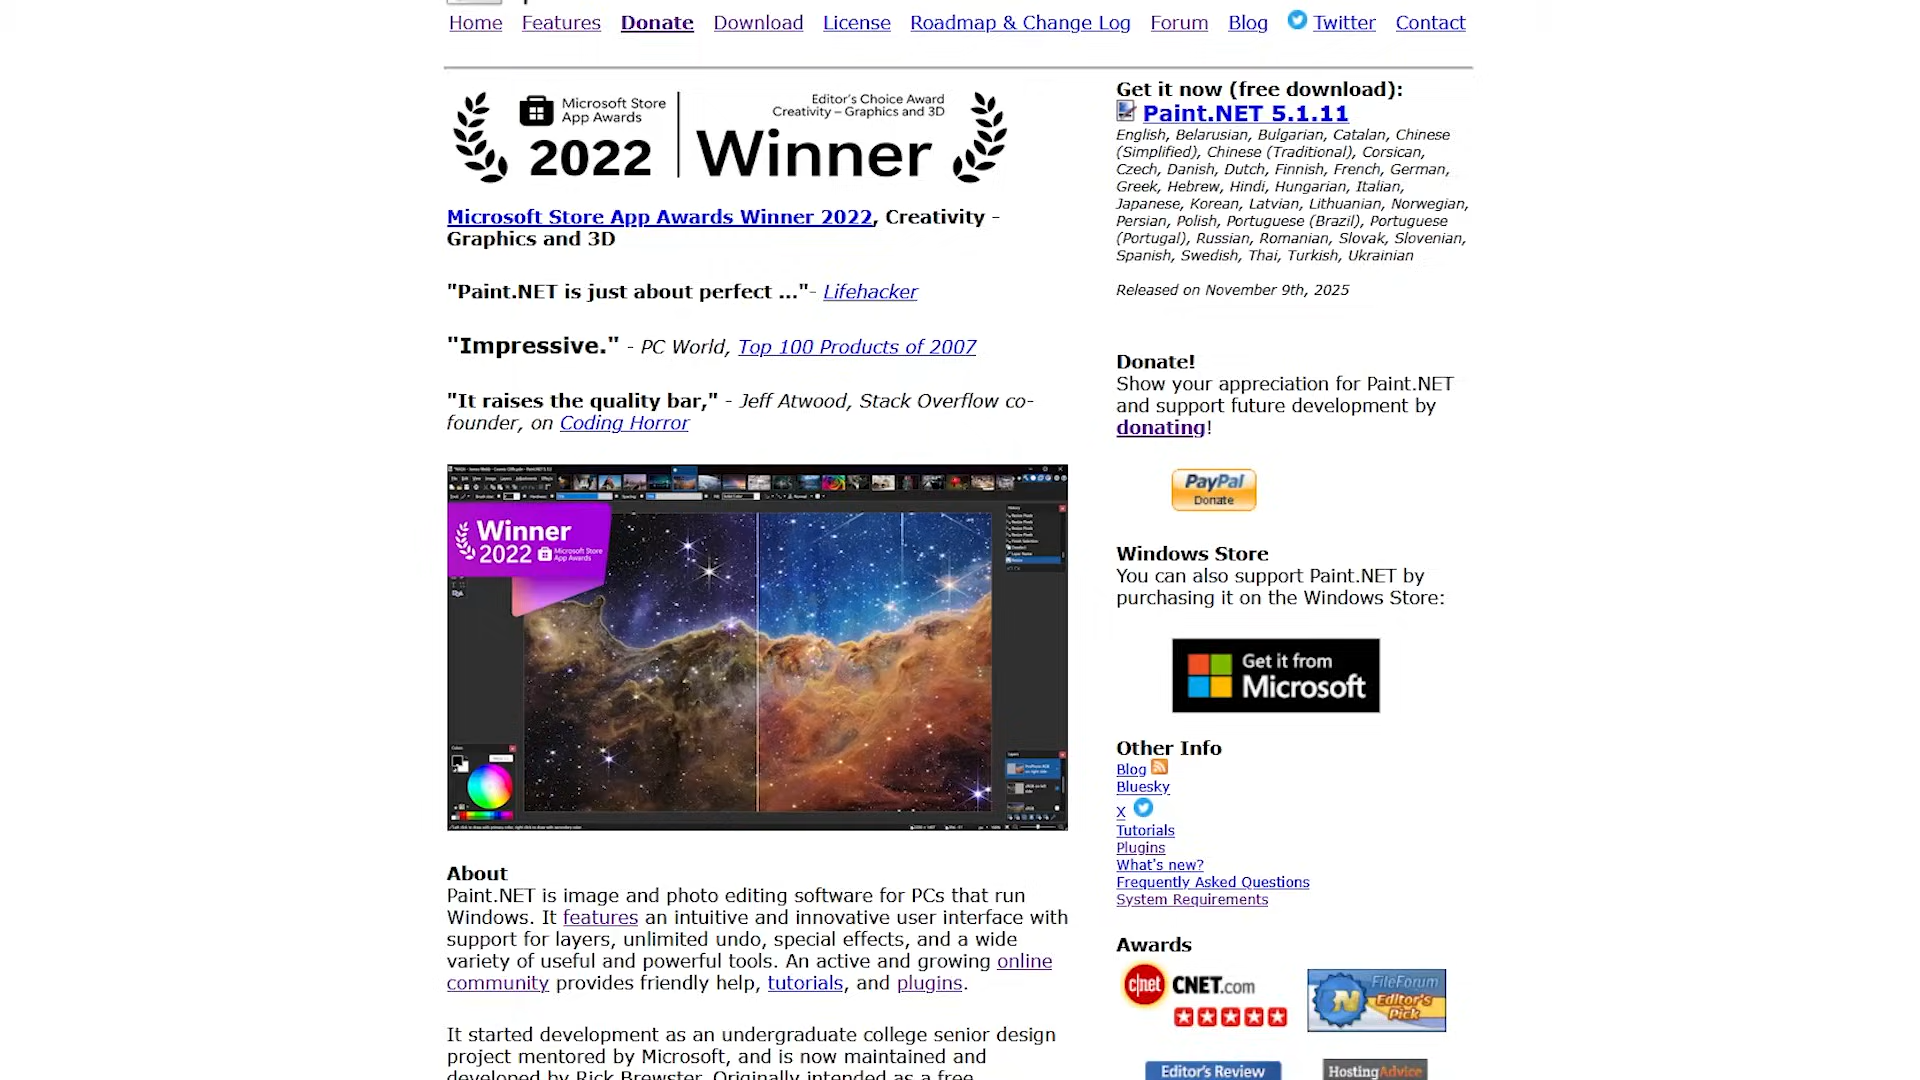 Home Features Donate Download License Roadmap & Change Log Forum Blog Twitter Contact
Microsoft Store
App Awards
2022
Editor's Choice Award
Creativity – Graphics and 3D
Winner
Microsoft Store App Awards Winner 2022, Creativity -
Graphics and 3D
"Paint.NET is just about perfect ..."- Lifehacker
"Impressive." - PC World, Top 100 Products of 2007
"It raises the quality bar," - Jeff Atwood, Stack Overflow co-
founder, on Coding Horror
Winner
2022 Microsoft Store
App Awards
About
Paint.NET is image and photo editing software for PCs that run
Windows. It features an intuitive and innovative user interface with
support for layers, unlimited undo, special effects, and a wide
variety of useful and powerful tools. An active and growing online
community provides friendly help, tutorials, and plugins.
It started development as an undergraduate college senior design
project mentored by Microsoft, and is now maintained and
developed by Rick Brewster. Originally intended as a free
Get it now (free download):
Paint.NET 5.1.11
English, Belarusian, Bulgarian, Catalan, Chinese
(Simplified), Chinese (Traditional), Corsican,
Czech, Danish, Dutch, Finnish, French, German,
Greek, Hebrew, Hindi, Hungarian, Italian,
Japanese, Korean, Latvian, Lithuanian, Norwegian,
Persian, Polish, Portuguese (Brazil), Portuguese
(Portugal), Russian, Romanian, Slovak, Slovenian,
Spanish, Swedish, Thai, Turkish, Ukrainian
Released on November 9th, 2025
Donate!
Show your appreciation for Paint.NET
and support future development by
donating!
PayPal
Donate
Windows Store
You can also support Paint.NET by
purchasing it on the Windows Store:
Get it from
Microsoft
Other Info
Blog
Bluesky
X
Tutorials
Plugins
What's new?
Frequently Asked Questions
System Requirements
Awards
c|net CNET.com
FileForum
Editor's
Pick
Editor's Review
HostingAdvice